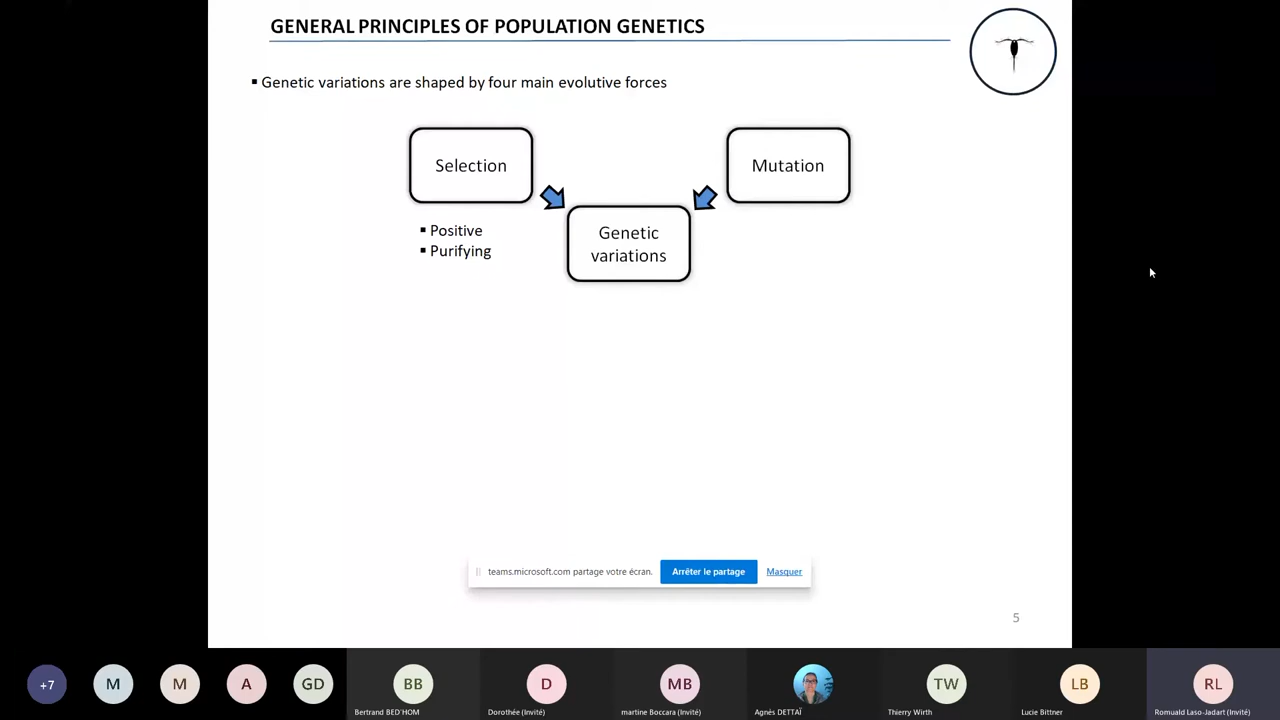 GENERAL PRINCIPLES OF POPULATION GENETICS
▪ Genetic variations are shaped by four main evolutive forces
Selection
Mutation
▪ Positive
▪ Purifying
Genetic
variations
teams.microsoft.com partage votre écran.
Arrêter le partage
Masquer
5
+7
M
M
A
GD
BB
D
MB
TW
LB
RL
Bertrand BED'HOM
Dorothée (Invité)
martine Boccara (Invité)
Agnés DETTAÏ
Thierry Wirth
Lucie Bittner
Romuald Laso-Jadart (Invité)